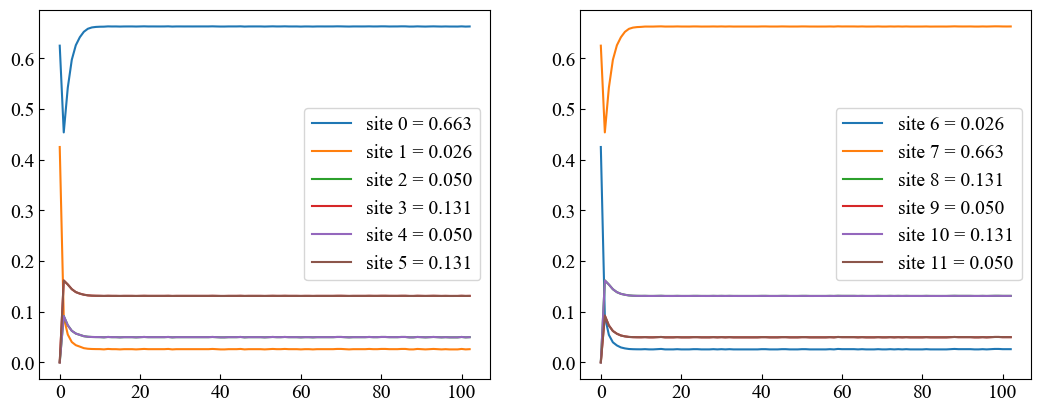 0.6
0.5
0.4
0.3
0.2
0.1
0.0
0 20 40 60 80 100
site 0 = 0.663
site 1 = 0.026
site 2 = 0.050
site 3 = 0.131
site 4 = 0.050
site 5 = 0.131
0.6
0.5
0.4
0.3
0.2
0.1
0.0
0 20 40 60 80 100
site 6 = 0.026
site 7 = 0.663
site 8 = 0.131
site 9 = 0.050
site 10 = 0.131
site 11 = 0.050